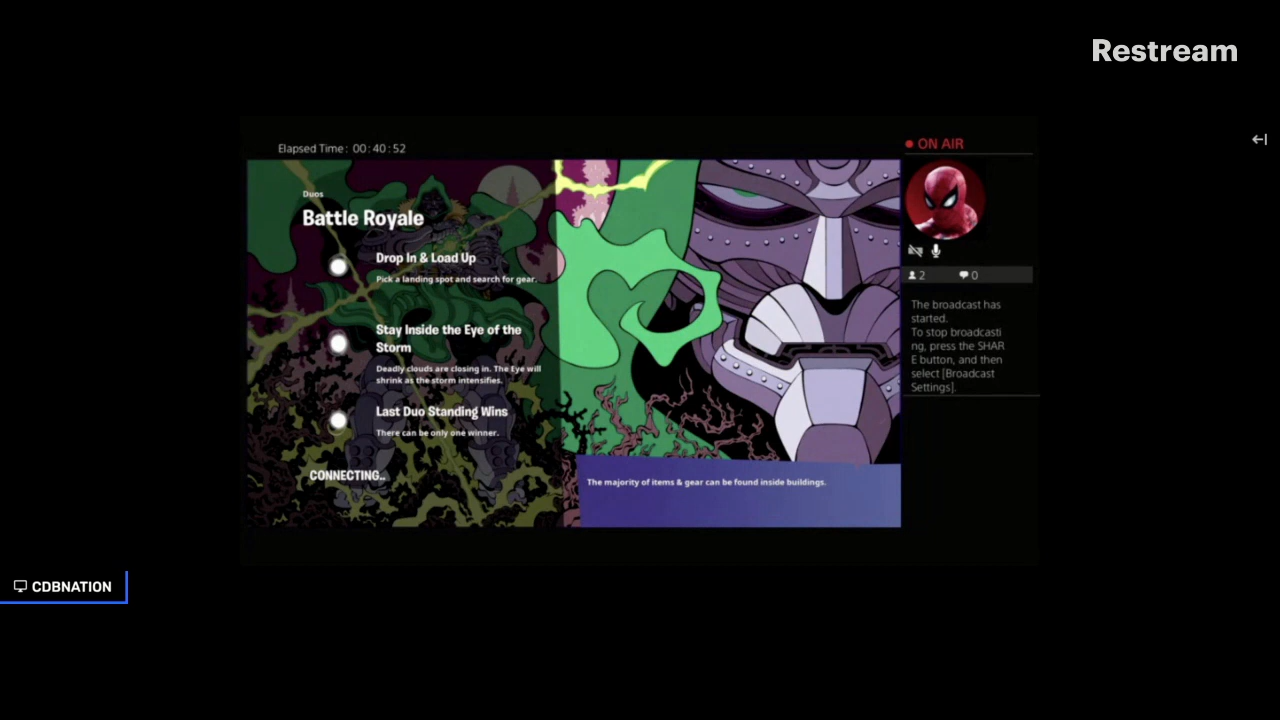 Restream
Elapsed Time: 00:40:52
ON AIR
Duos
Battle Royale
Drop In & Load Up
Pick a landing spot and search for gear.
Stay Inside the Eye of the
Storm
Deadly clouds are closing in. The Eye will
shrink as the storm intensifies.
Last Duo Standing Wins
There can be only one winner.
CONNECTING..
The majority of items & gear can be found inside buildings.
2 0
The broadcast has
started.
To stop broadcasti
ng, press the SHAR
E button, and then
select [Broadcast
Settings].
CDBNATION